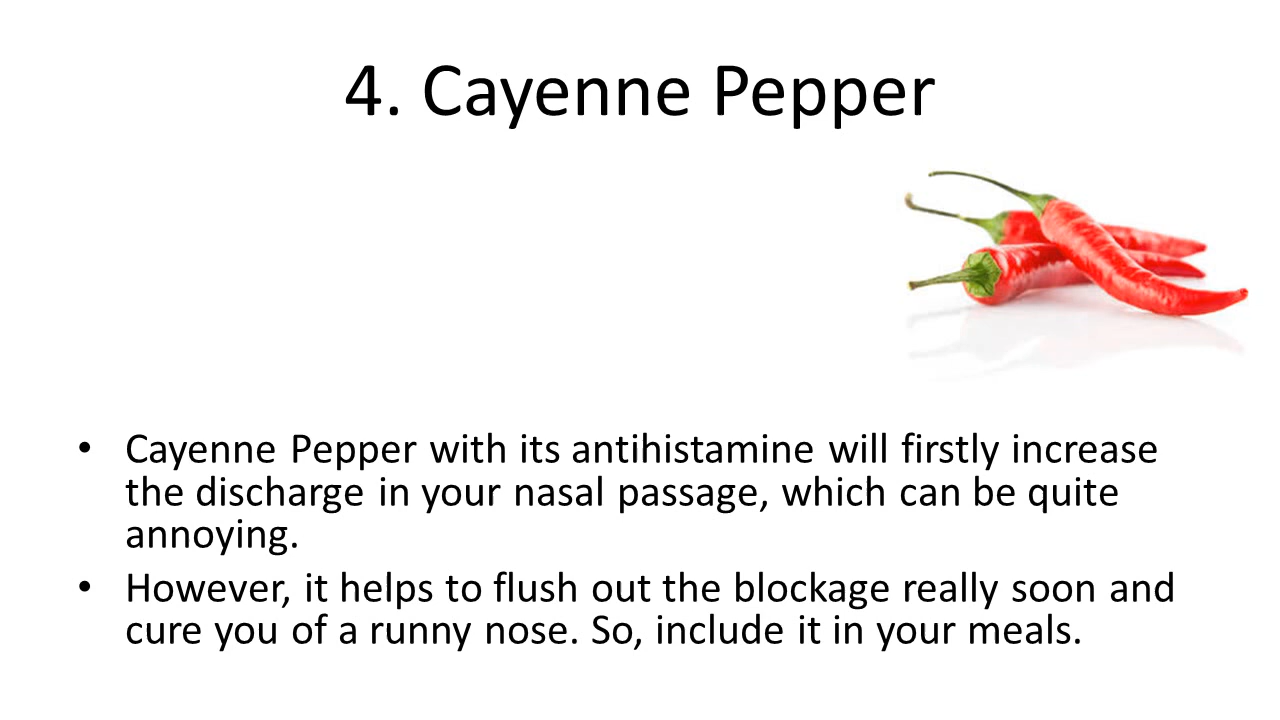 4. Cayenne Pepper
• Cayenne Pepper with its antihistamine will firstly increase
the discharge in your nasal passage, which can be quite
annoying.
• However, it helps to flush out the blockage really soon and
cure you of a runny nose. So, include it in your meals.